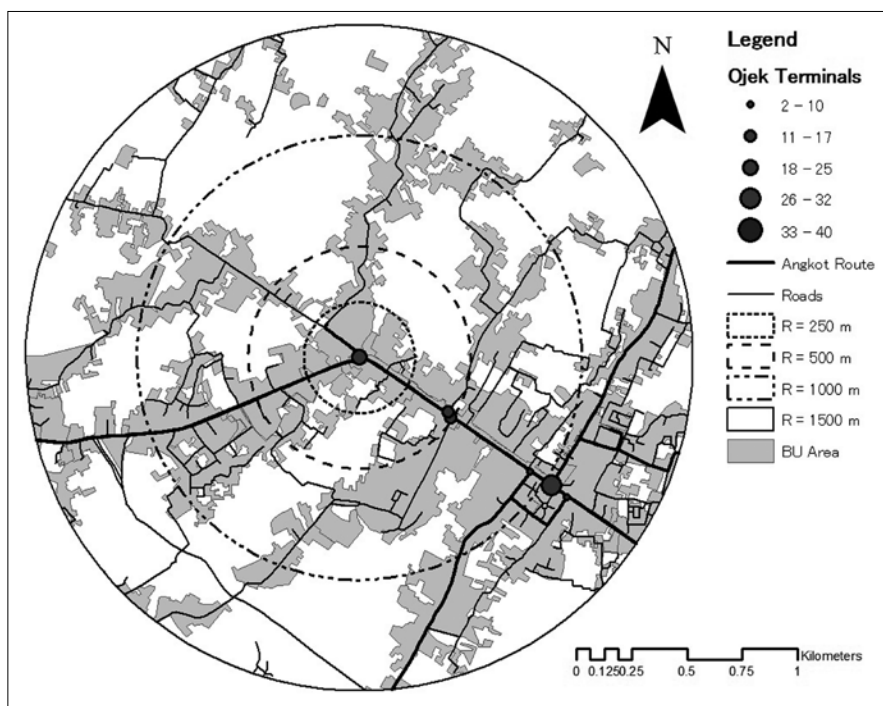 N
Legend
Ojek Terminals
2 - 10
11 - 17
18 - 25
26 - 32
33 - 40
Angkot Route
Roads
R = 250 m
R = 500 m
R = 1000 m
R = 1500 m
BU Area
Kilometers
0 0.1250.25 0.5 0.75 1